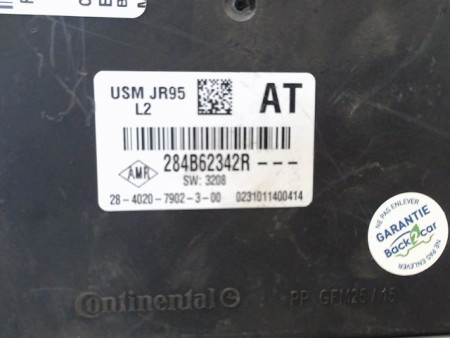 USM JR95
L2
AT
AMR
284B62342R---
SW: 3208
28-4020-7902-3-00 0231011400414
NE PAS ENLEVER
GARANTIE
Back2car
NE PAS ENLEVER
Continental
PP GFM25/15